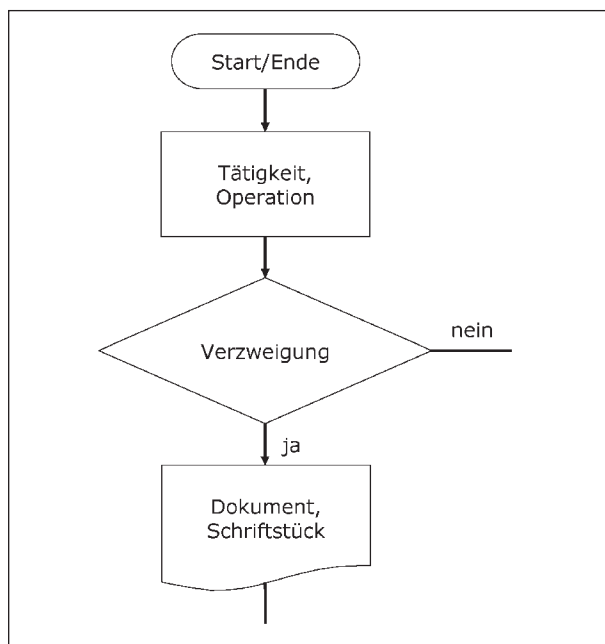 Start/Ende
Tätigkeit,
Operation
Verzweigung
nein
ja
Dokument,
Schriftstück